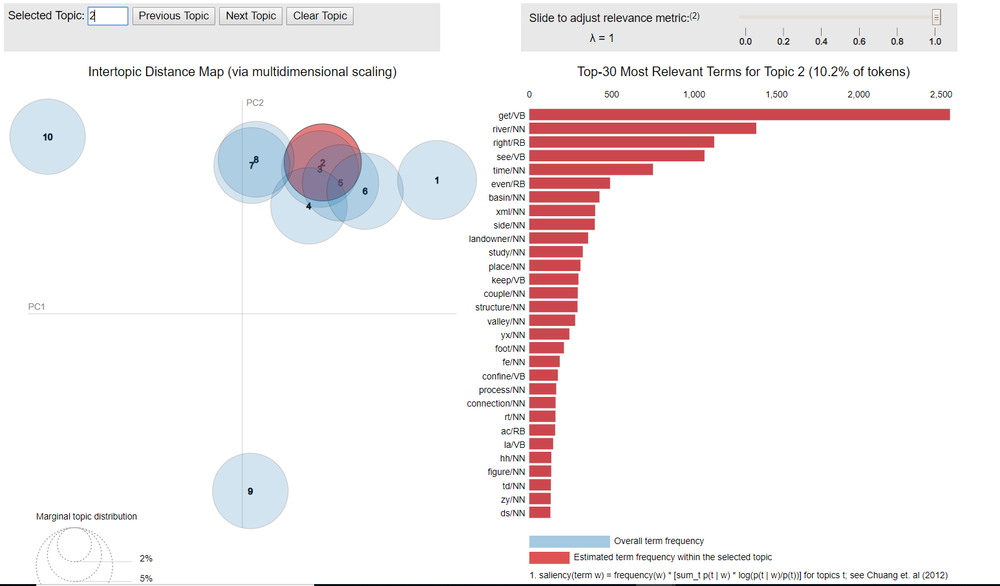 Selected Topic: 2 Previous Topic Next Topic Clear Topic
Slide to adjust relevance metric:(2)
λ = 1
0.0 0.2 0.4 0.6 0.8 1.0
Intertopic Distance Map (via multidimensional scaling)
PC2
10
8
7
2
3
5
6
1
4
PC1
9
Marginal topic distribution
2%
5%
Top-30 Most Relevant Terms for Topic 2 (10.2% of tokens)
0 500 1,000 1,500 2,000 2,500
get/VB
river/NN
right/RB
see/VB
time/NN
even/RB
basin/NN
xml/NN
side/NN
landowner/NN
study/NN
place/NN
keep/VB
couple/NN
structure/NN
valley/NN
yx/NN
foot/NN
fe/NN
confine/VB
process/NN
connection/NN
rt/NN
ac/RB
la/VB
hh/NN
figure/NN
td/NN
zy/NN
ds/NN
Overall term frequency
Estimated term frequency within the selected topic
1. saliency(term w) = frequency(w) * [sum_t p(t | w) * log(p(t | w)/p(t))] for topics t; see Chuang et. al (2012)